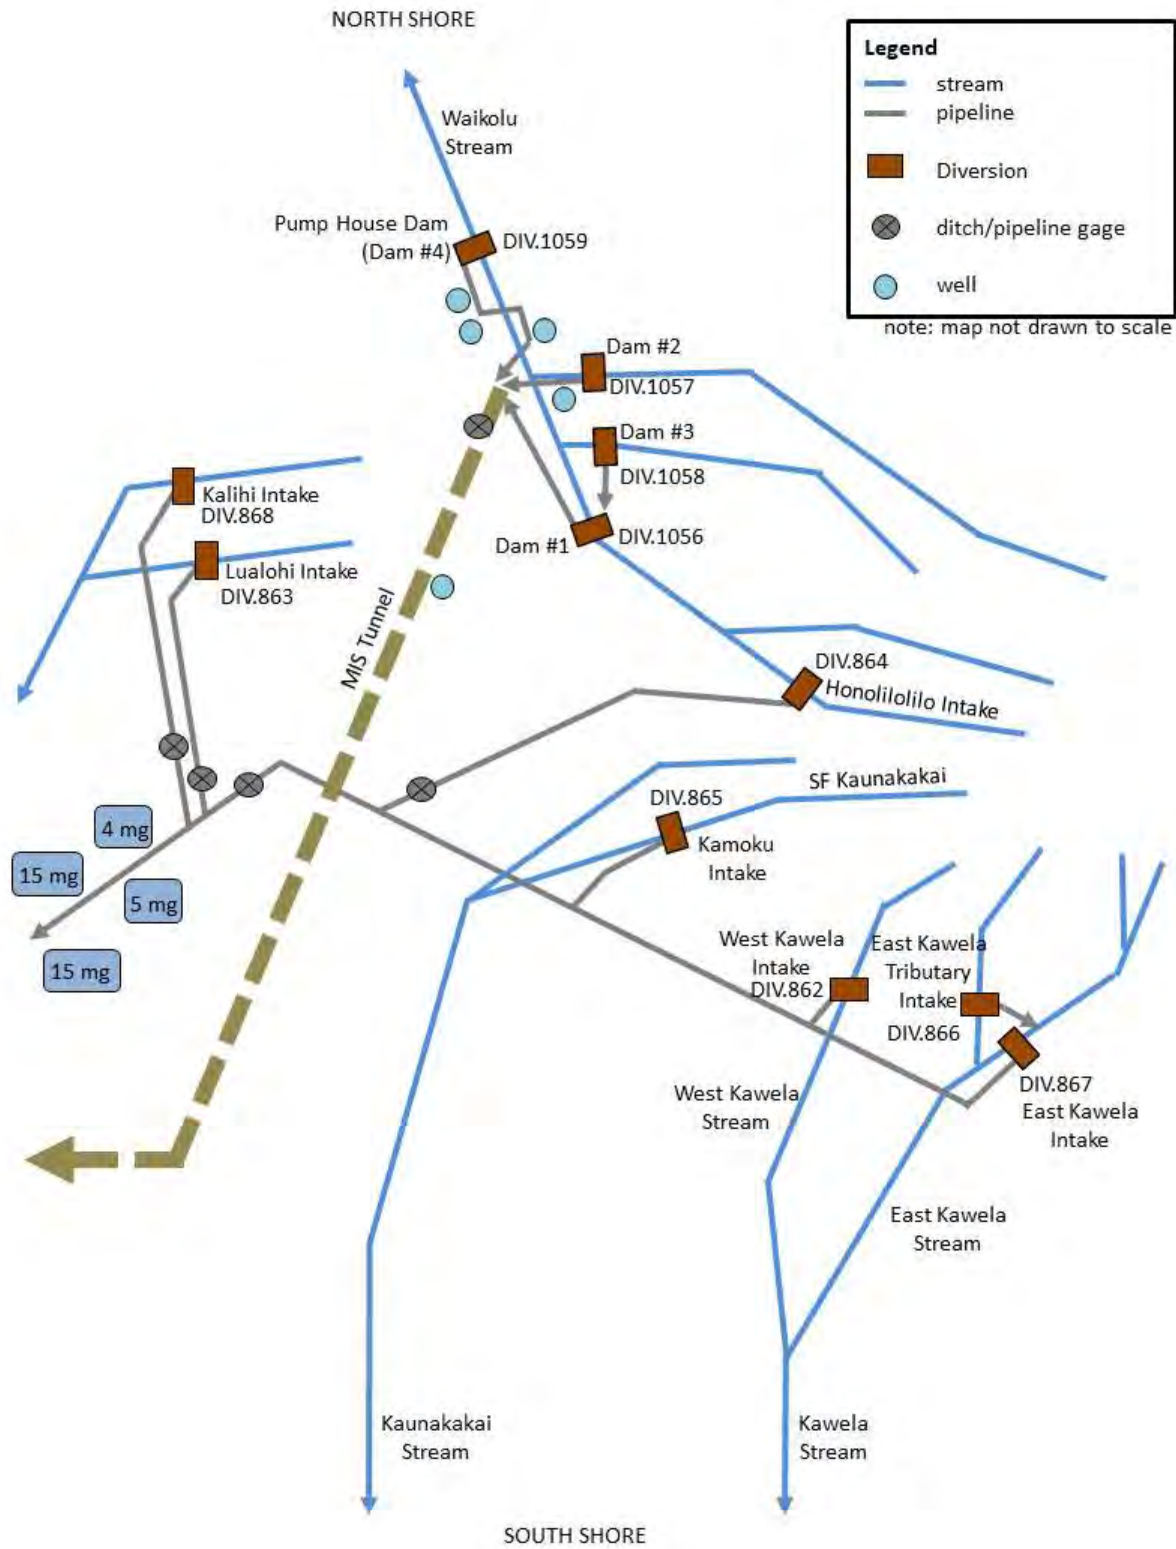 NORTH SHORE
Legend
stream
pipeline
Diversion
ditch/pipeline gage
well
note: map not drawn to scale
Waikolu
Stream
Pump House Dam
(Dam #4)
DIV.1059
Dam #2
DIV.1057
Dam #3
DIV.1058
Dam #1
DIV.1056
Kalihi Intake
DIV.868
Lualohi Intake
DIV.863
MIS Tunnel
DIV.864
Honolilolilo Intake
SF Kaunakakai
DIV.865
Kamoku
Intake
4 mg
15 mg
5 mg
15 mg
West Kawela
Intake
DIV.862
East Kawela
Tributary
Intake
DIV.866
DIV.867
East Kawela
Intake
West Kawela
Stream
East Kawela
Stream
Kaunakakai
Stream
Kawela
Stream
SOUTH SHORE